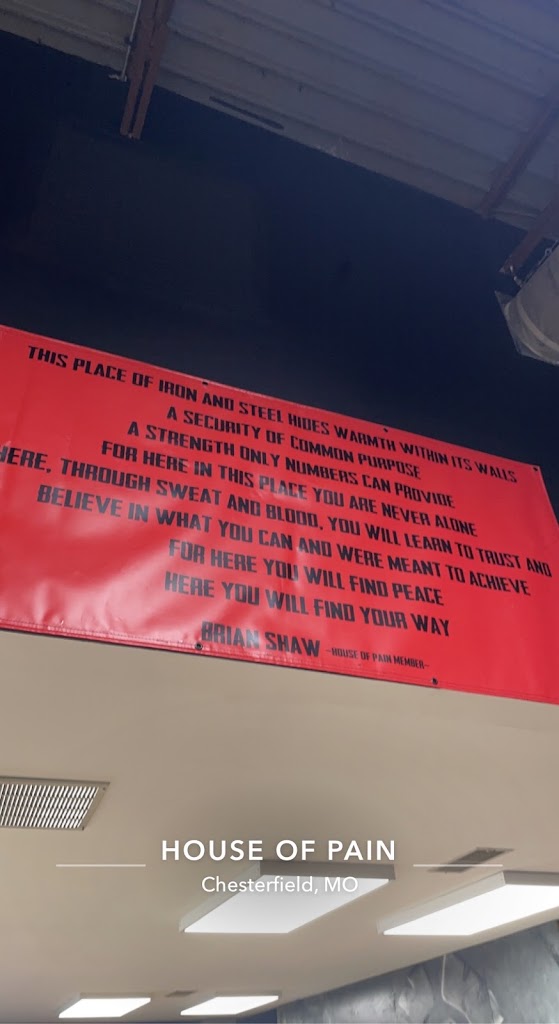 THIS PLACE OF IRON AND STEEL HIDES WARMTH WITHIN ITS WALLS
A SECURITY OF COMMON PURPOSE
A STRENGTH ONLY NUMBERS CAN PROVIDE
FOR HERE IN THIS PLACE YOU ARE NEVER ALONE
HERE, THROUGH SWEAT AND BLOOD, YOU WILL LEARN TO TRUST AND
BELIEVE IN WHAT YOU CAN AND WERE MEANT TO ACHIEVE
FOR HERE YOU WILL FIND PEACE
HERE YOU WILL FIND YOUR WAY
BRIAN SHAW ~HOUSE OF PAIN MEMBER~
HOUSE OF PAIN
Chesterfield, MO